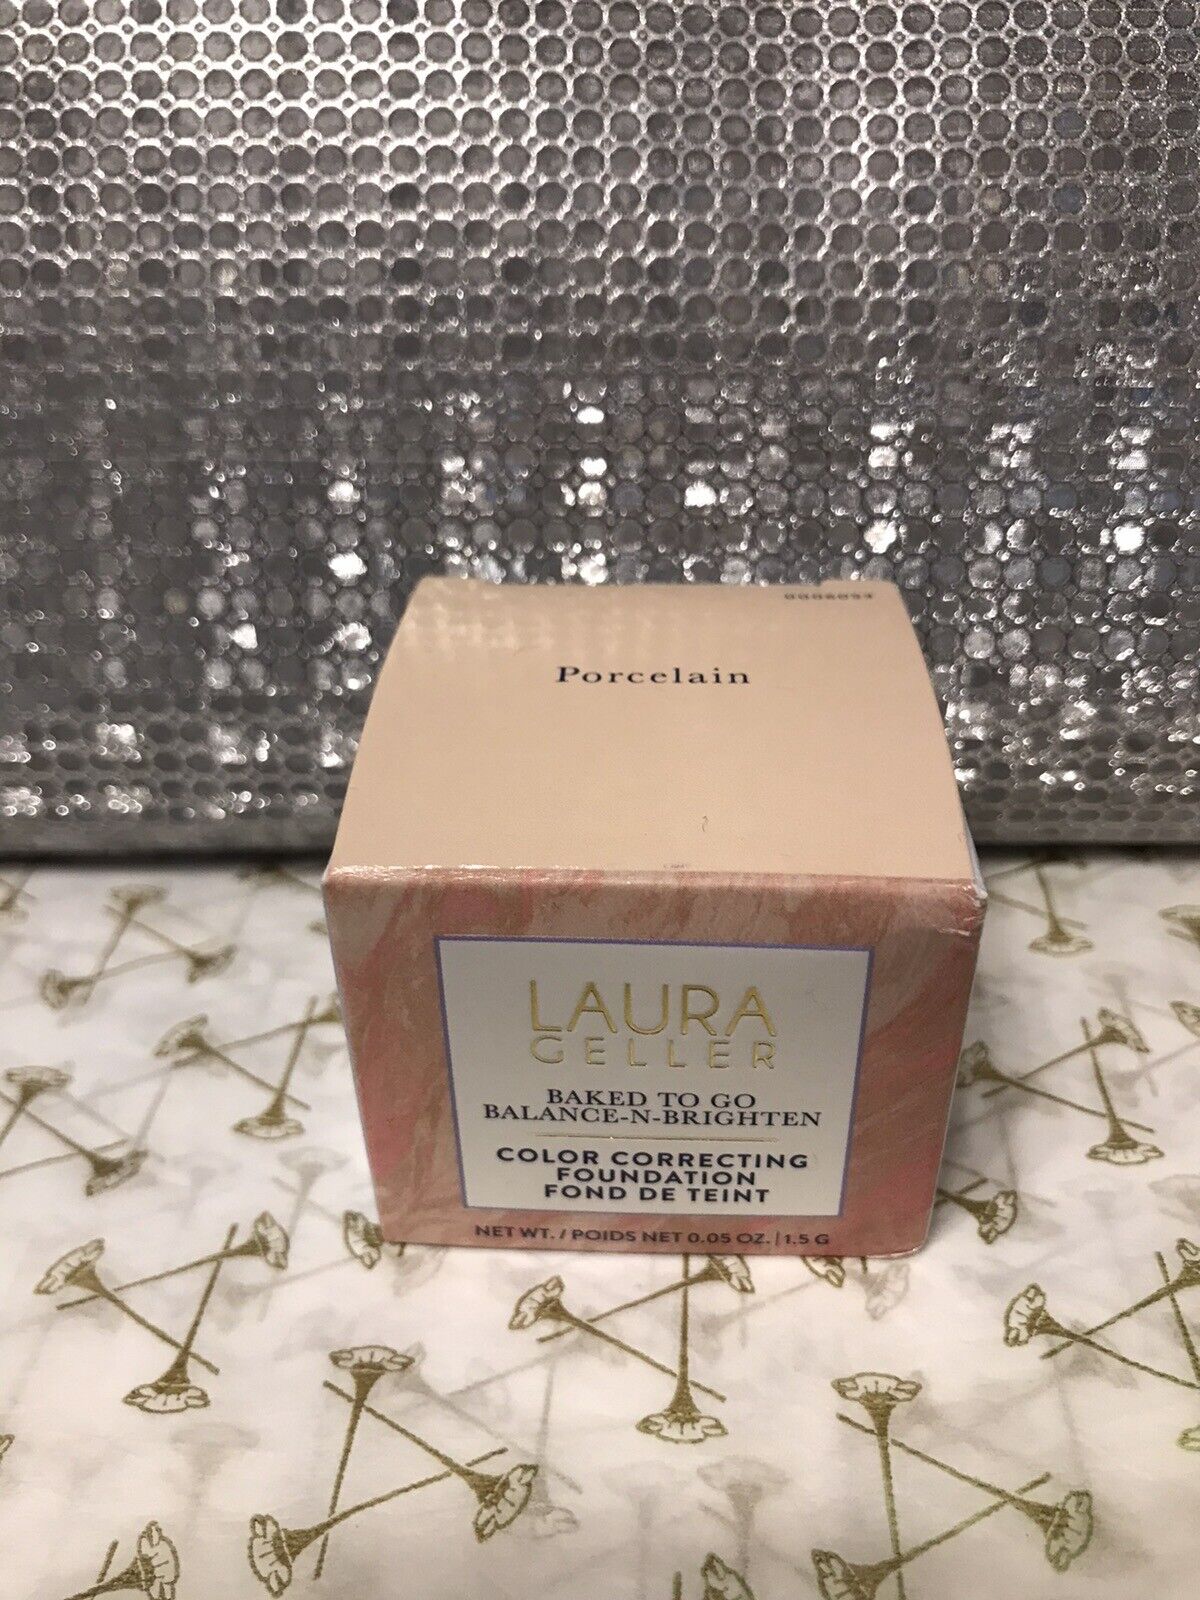 Porcelain
LAURA
GELLER
BAKED TO GO
BALANCE-N-BRIGHTEN
COLOR CORRECTING
FOUNDATION
FOND DE TEINT
NET WT. / POIDS NET 0.05 OZ. | 1.5 G